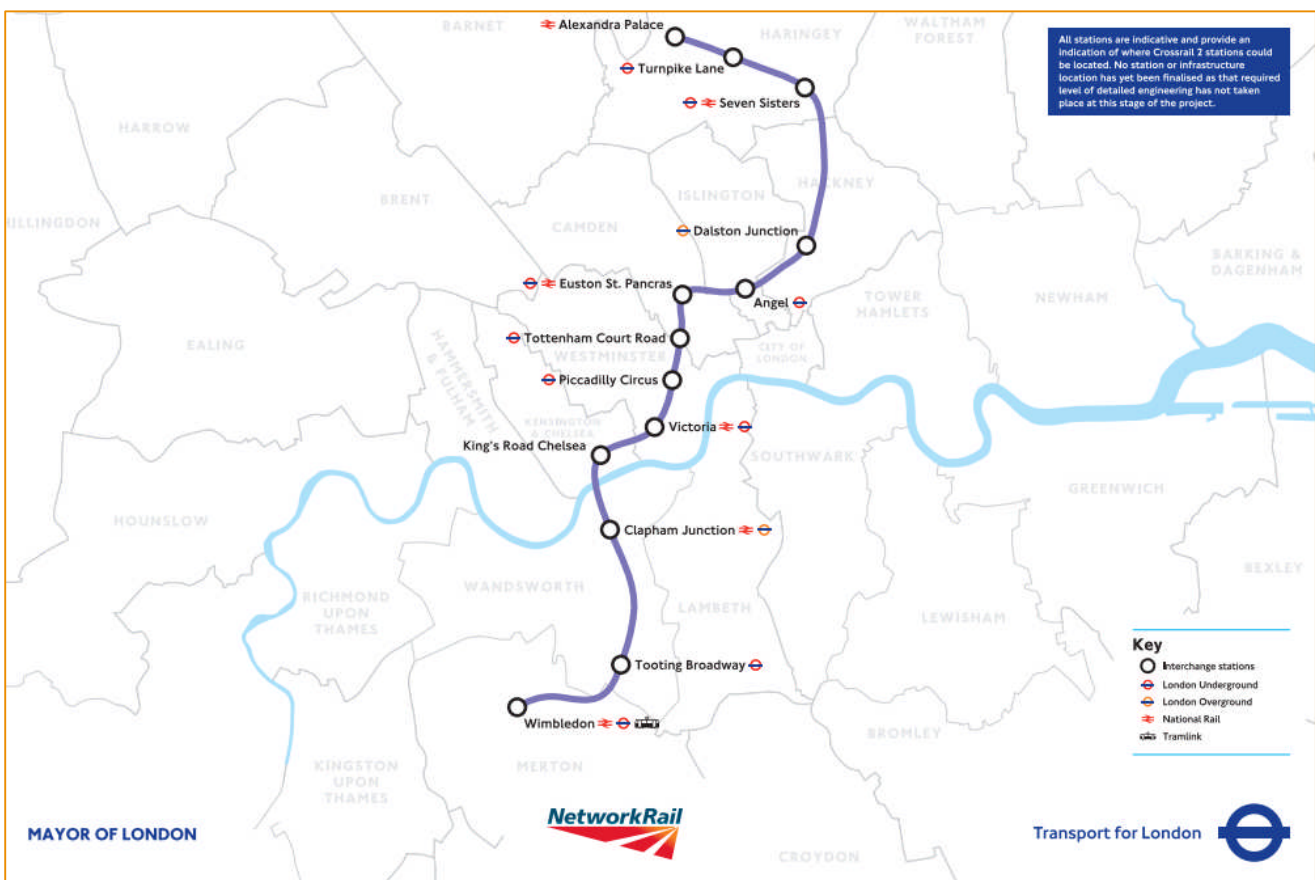 BARNET
Alexandra Palace
HARINGEY
WALTHAM
FOREST
All stations are indicative and provide an
indication of where Crossrail 2 stations could
be located. No station or infrastructure
location has yet been finalised as that required
level of detailed engineering has not taken
place at this stage of the project.
Turnpike Lane
Seven Sisters
HARROW
BRENT
ISLINGTON
HACKNEY
ILLINGDON
CAMDEN
Dalston Junction
BARKING &
DAGENHAM
Euston St. Pancras
Angel
TOWER
HAMLETS
NEWHAM
EALING
HAMMERSMITH
& FULHAM
Tottenham Court Road
WESTMINSTER
CITY OF
LONDON
Piccadilly Circus
KENSINGTON
& CHELSEA
Victoria
King's Road Chelsea
SOUTHWARK
GREENWICH
HOUNSLOW
Clapham Junction
BEXLEY
RICHMOND
UPON
THAMES
WANDSWORTH
LAMBETH
LEWISHAM
Key
Interchange stations
London Underground
London Overground
National Rail
Tramlink
Tooting Broadway
Wimbledon
BROMLEY
KINGSTON
UPON
THAMES
MERTON
MAYOR OF LONDON
NetworkRail
Transport for London
CROYDON